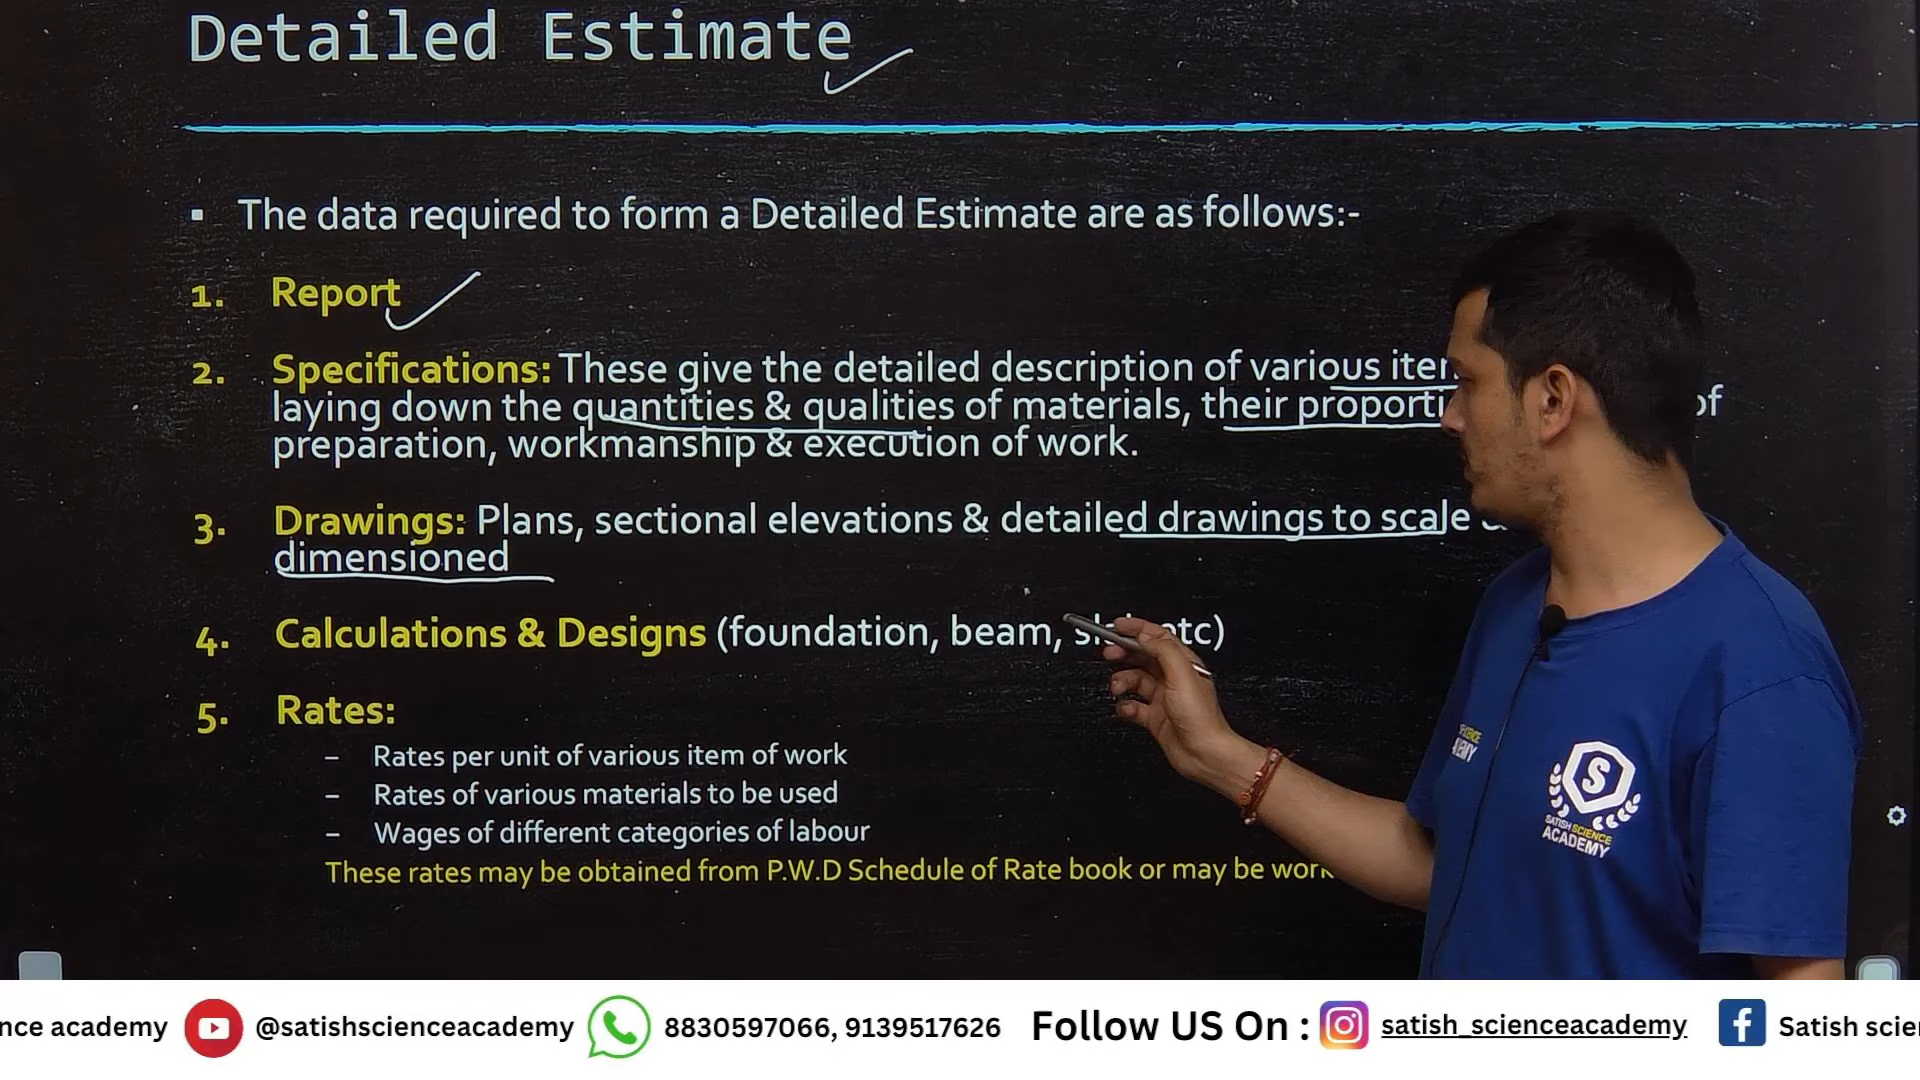 Detailed Estimate
▪ The data required to form a Detailed Estimate are as follows:-
1. Report
2. Specifications: These give the detailed description of various
laying down the quantities & qualities of materials, their of
preparation, workmanship & execution of work.
3. Drawings: Plans, sectional elevations & detailed drawings to scale
dimensioned
4. Calculations & Designs (foundation, beam, etc)
5. Rates:
– Rates per unit of various item of work
– Rates of various materials to be used
– Wages of different categories of labour
These rates may be obtained from P.W.D Schedule of Rate book or may be
S
SATISH SCIENCE
ACADEMY
academy @satishscienceacademy 8830597066, 9139517626 Follow US On : satish_scienceacademy Satish